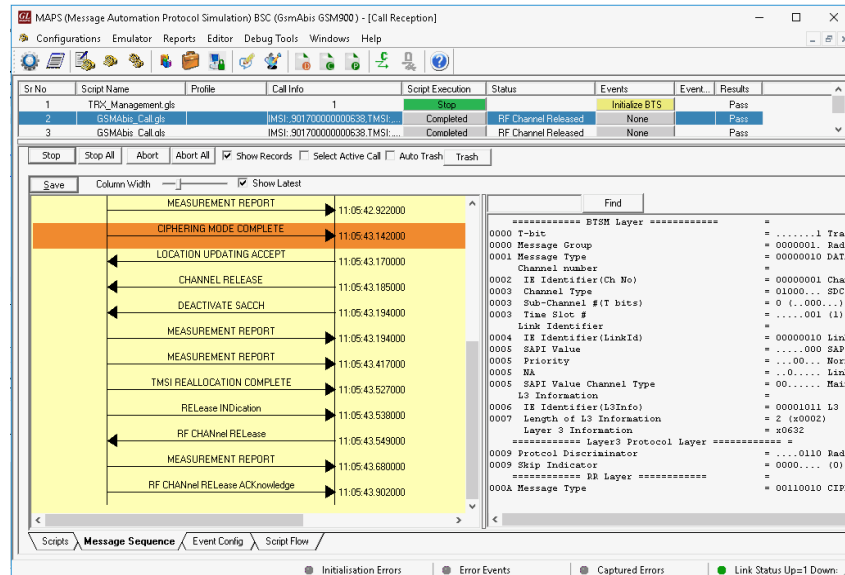 GL MAPS (Message Automation Protocol Simulation) BSC (GsmAbis GSM900) - [Call Reception]
Configurations Emulator Reports Editor Debug Tools Windows Help
Sr No Script Name Profile Call Info Script Execution Status Events Event... Results
1 TRX_Management.gls 1 Stop Initialize BTS Pass
2 GSMAbis_Call.gls IMSI:,901700000000638,TMSI:,... Completed RF Channel Released None Pass
3 GSMAbis_Call.gls IMSI:,901700000000638,TMSI:,... Completed RF Channel Released None Pass
Stop Stop All Abort Abort All Show Records Select Active Call Auto Trash Trash
Save Column Width Show Latest
Find
MEASUREMENT REPORT 11:05:42.922000
CIPHERING MODE COMPLETE 11:05:43.142000
LOCATION UPDATING ACCEPT 11:05:43.170000
CHANNEL RELEASE 11:05:43.185000
DEACTIVATE SACCH 11:05:43.194000
MEASUREMENT REPORT 11:05:43.194000
MEASUREMENT REPORT 11:05:43.417000
TMSI REALLOCATION COMPLETE 11:05:43.527000
RELease INDication 11:05:43.538000
RF CHANnel RELease 11:05:43.549000
MEASUREMENT REPORT 11:05:43.680000
RF CHANnel RELease ACKnowledge 11:05:43.902000
============ BTSM Layer ============ =
0000 T-bit = .......1 Tra
0000 Message Group = 0000001. Rad
0001 Message Type = 00000010 DAT
Channel number =
0002 IE Identifier(Ch No) = 00000001 Cha
0003 Channel Type = 01000... SDC
0003 Sub-Channel #(T bits) = 0 (..000...)
0003 Time Slot # = .....001 (1)
Link Identifier =
0004 IE Identifier(LinkId) = 00000010 Lin
0005 SAPI Value = .....000 SAP
0005 Priority = ...00... Nor
0005 NA = ..0..... Lin
0005 SAPI Value Channel Type = 00...... Mai
L3 Information =
0006 IE Identifier(L3Info) = 00001011 L3
0007 Length of L3 Information = 2 (x0002)
Layer 3 Information = x0632
============ Layer3 Protocol Layer ============ =
0009 Protcol Discriminator = ....0110 Rad
0009 Skip Indicator = 0000.... (0)
============ RR Layer ============ =
000A Message Type = 00110010 CIP
Scripts Message Sequence Event Config Script Flow
Initialisation Errors Error Events Captured Errors Link Status Up=1 Down: